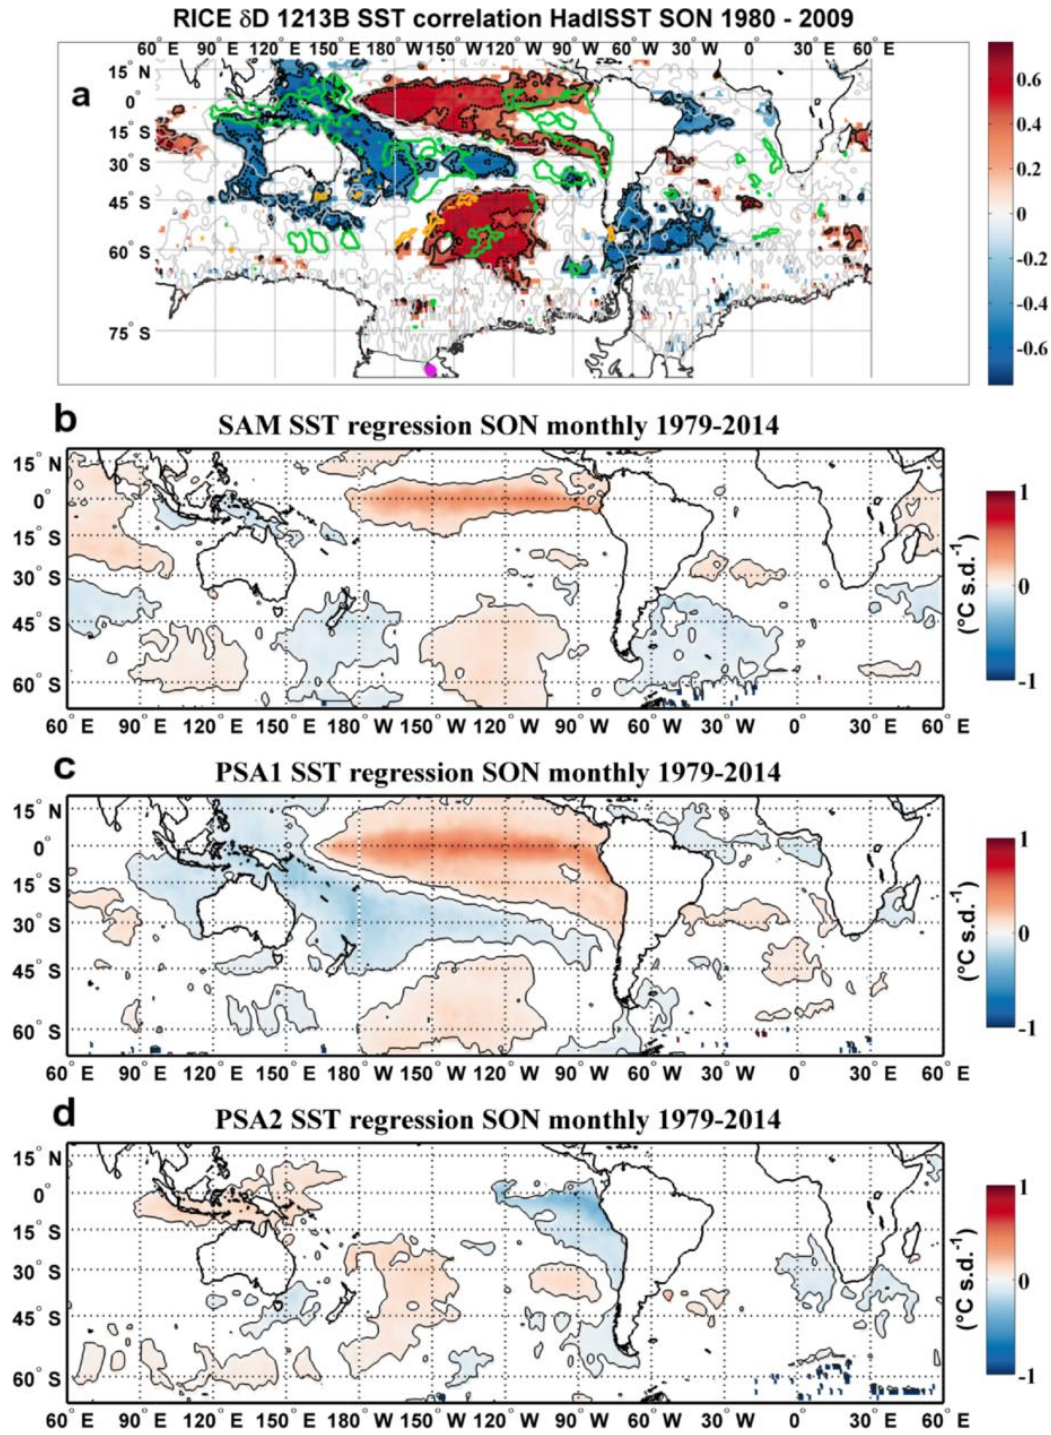 RICE δD 1213B SST correlation HadISST SON 1980 - 2009
60° E 90° E 120° E 150° E 180° W 150° W 120° W 90° W 60° W 30° W 0° 30° E 60° E
a
15° N
0°
15° S
30° S
45° S
60° S
75° S
0.6
0.4
0.2
0
-0.2
-0.4
-0.6
b
SAM SST regression SON monthly 1979-2014
15° N
0°
15° S
30° S
45° S
60° S
60° E 90° E 120° E 150° E 180° W 150° W 120° W 90° W 60° W 30° W 0° 30° E 60° E
1
0
-1
(°C s.d.⁻¹)
c
PSA1 SST regression SON monthly 1979-2014
15° N
0°
15° S
30° S
45° S
60° S
60° E 90° E 120° E 150° E 180° W 150° W 120° W 90° W 60° W 30° W 0° 30° E 60° E
1
0
-1
(°C s.d.⁻¹)
d
PSA2 SST regression SON monthly 1979-2014
15° N
0°
15° S
30° S
45° S
60° S
60° E 90° E 120° E 150° E 180° W 150° W 120° W 90° W 60° W 30° W 0° 30° E 60° E
1
0
-1
(°C s.d.⁻¹)